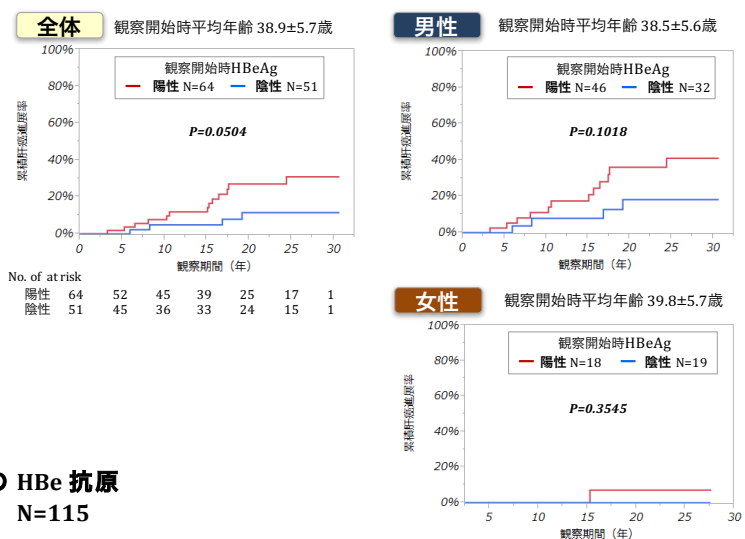 全体 観察開始時平均年齢 38.9±5.7歳
100%
80%
60%
40%
20%
0%
累積肝癌進展率
観察開始時HBeAg
陽性 N=64 陰性 N=51
P=0.0504
0 5 10 15 20 25 30
観察期間（年）
No. of at risk
陽性 64 52 45 39 25 17 1
陰性 51 45 36 33 24 15 1
男性 観察開始時平均年齢 38.5±5.6歳
100%
80%
60%
40%
20%
0%
累積肝癌進展率
観察開始時HBeAg
陽性 N=46 陰性 N=32
P=0.1018
0 5 10 15 20 25 30
観察期間（年）
女性 観察開始時平均年齢 39.8±5.7歳
100%
80%
60%
40%
20%
0%
累積肝癌進展率
観察開始時HBeAg
陽性 N=18 陰性 N=19
P=0.3545
5 10 15 20 25 30
観察期間（年）
HBe 抗原
N=115